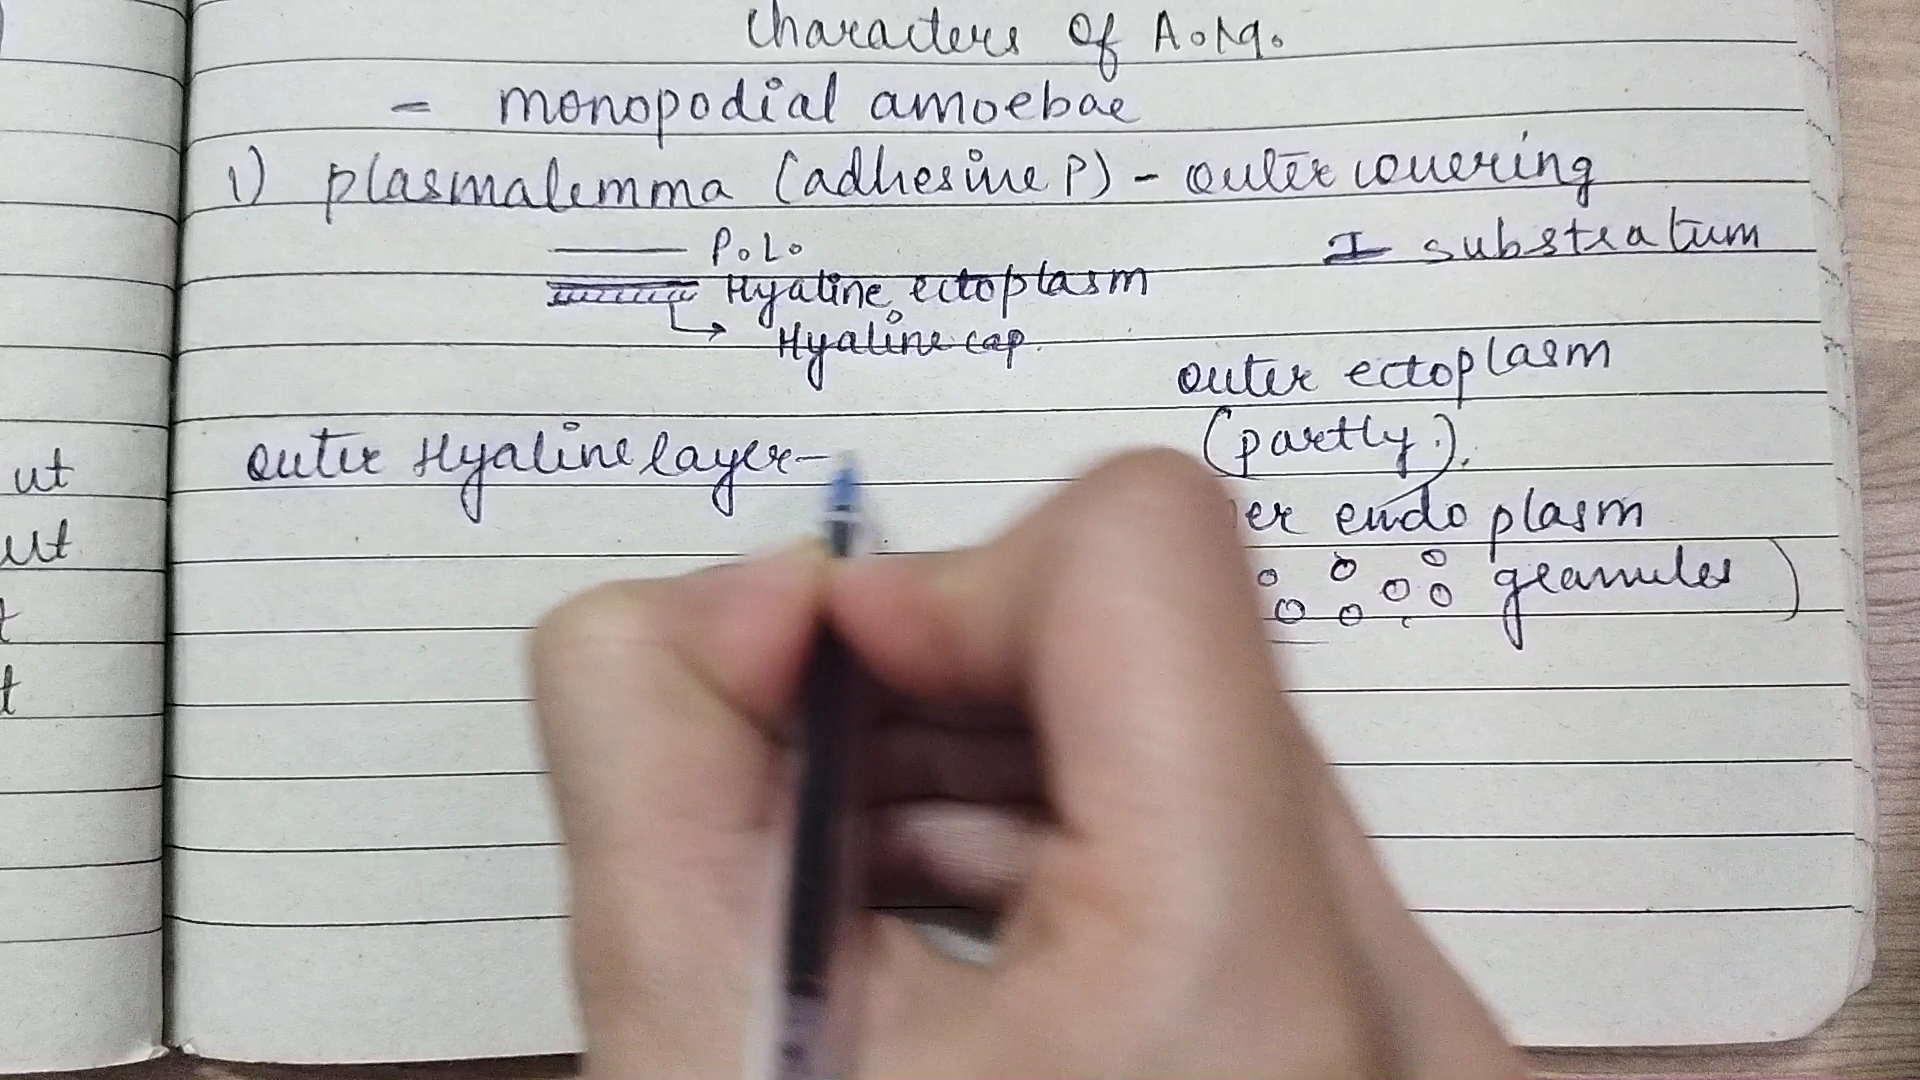 characters of A.M.
- monopodial amoebae
1) plasmalemma (adhesive P) - outer covering
I substratum
P.L.
Hyaline ectoplasm
Hyaline cap.
outer ectoplasm
(partly).
outer Hyaline layer-
endoplasm
granules)
ut
ut
t
t